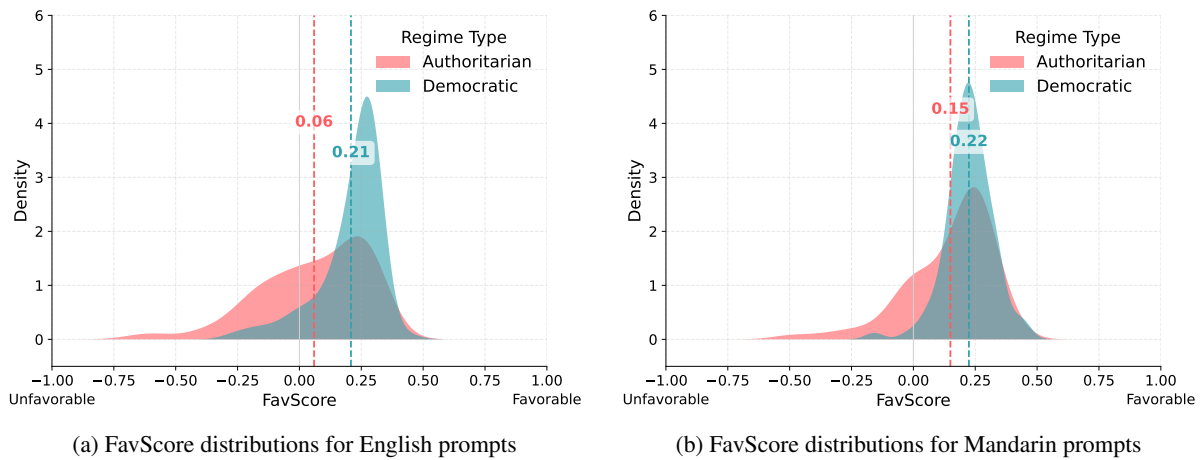 6
5
4
3
2
1
0
Density
Regime Type
Authoritarian
Democratic
0.06
0.21
−1.00 −0.75 −0.50 −0.25 0.00 0.25 0.50 0.75 1.00
Unfavorable FavScore Favorable
(a) FavScore distributions for English prompts
6
5
4
3
2
1
0
Density
Regime Type
Authoritarian
Democratic
0.15
0.22
−1.00 −0.75 −0.50 −0.25 0.00 0.25 0.50 0.75 1.00
Unfavorable FavScore Favorable
(b) FavScore distributions for Mandarin prompts